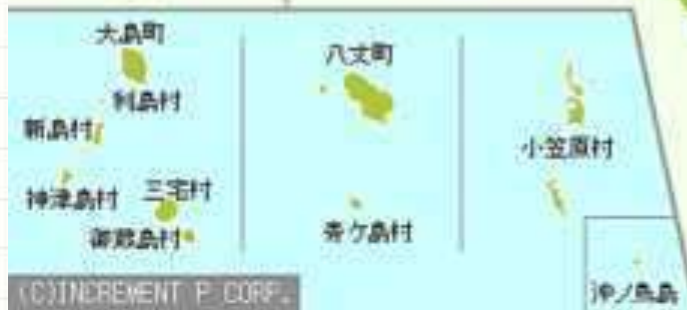 大島町
利島村
新島村
神津島村
三宅村
御蔵島村
八丈町
青ケ島村
小笠原村
沖ノ鳥島
(C)INCREMENT P CORP.